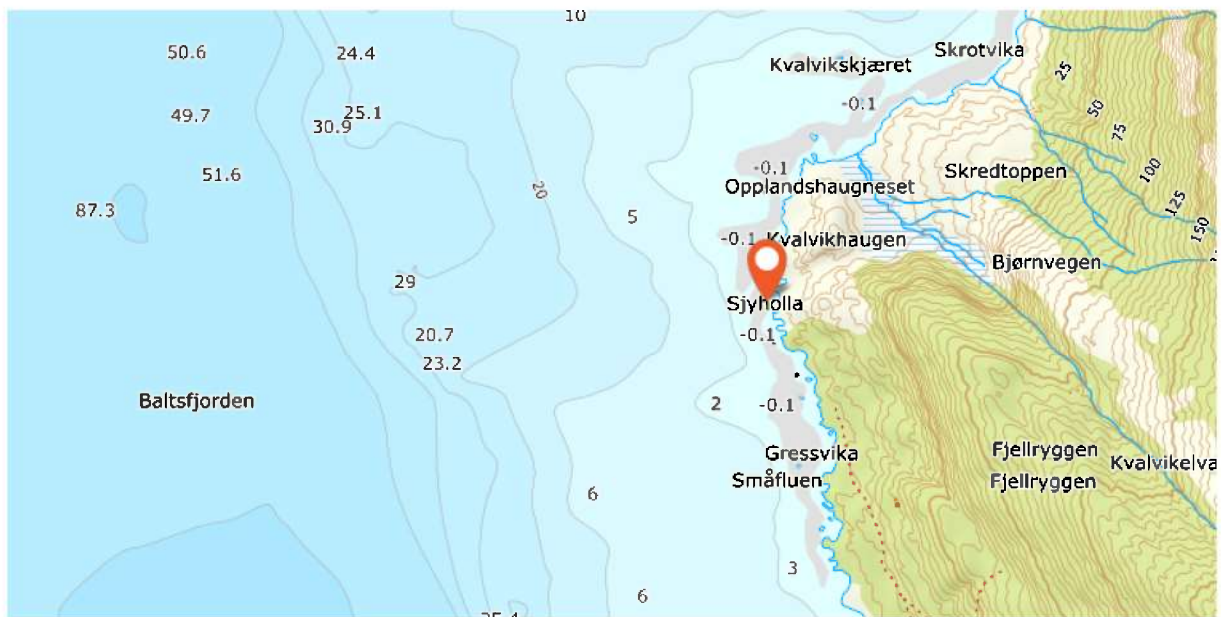 10
50.6
24.4
Skrotvika
Kvalvikskjæret
25
49.7
25.1
30.9
-0.1
50
75
51.6
-0.1
Skredtoppen
100
20
Opplandshaugneset
125
87.3
5
150
-0.1
Kvalvikhaugen
Bjørnvegen
29
Sjyholla
20.7
-0.1
23.2
Baltsfjorden
2
-0.1
Gressvika
Fjellryggen
Kvalvikelva
Småfluen
Fjellryggen
6
3
6